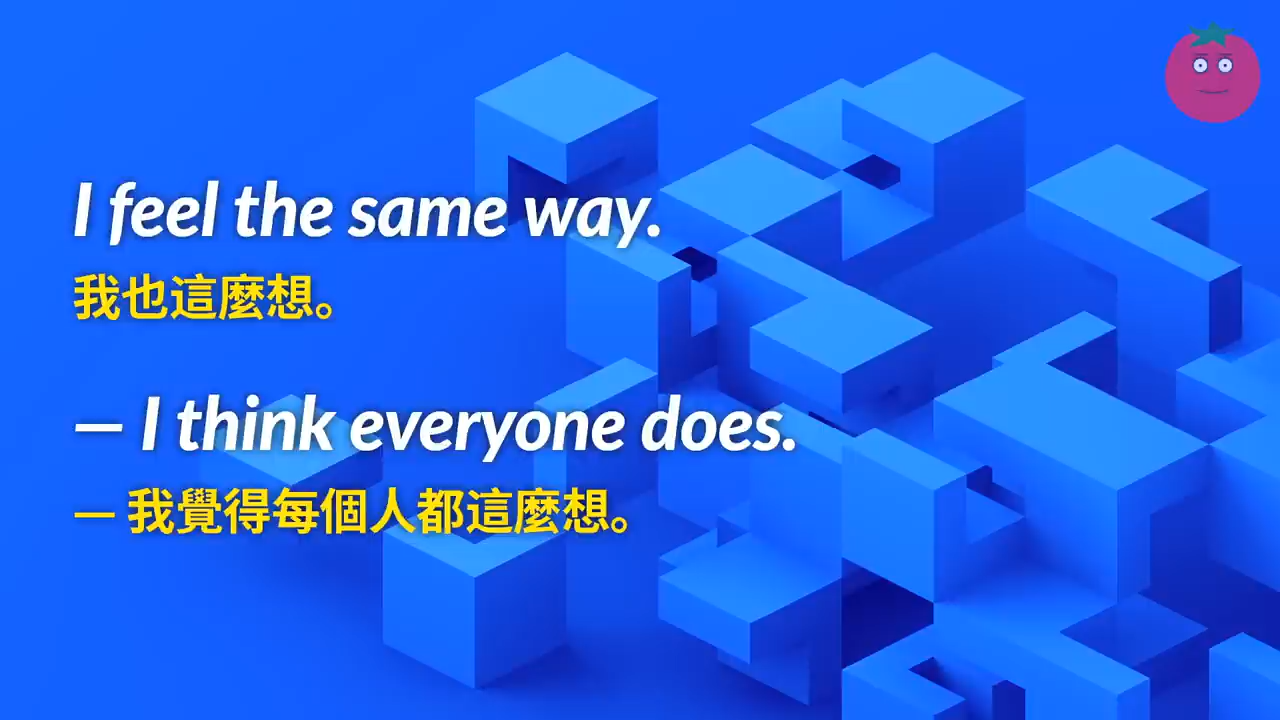 I feel the same way.
我也這麼想。
— I think everyone does.
— 我覺得每個人都這麼想。